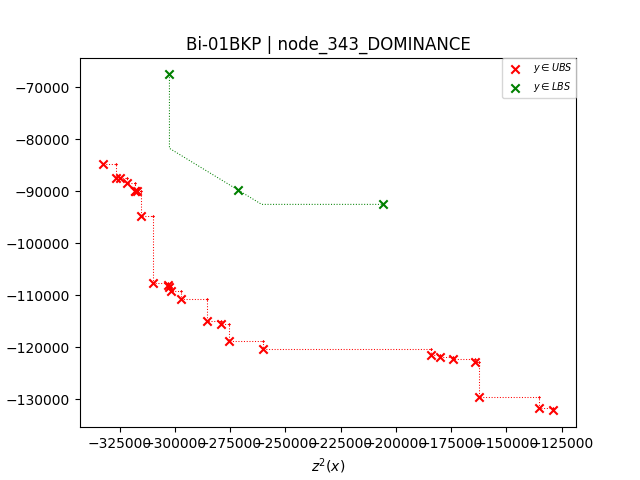 Bi-01BKP | node_343_DOMINANCE
y ∈ UBS
y ∈ LBS
−70000
−80000
−90000
−100000
−110000
−120000
−130000
−325000 −300000 −275000 −250000 −225000 −200000 −175000 −150000 −125000
z²(x)